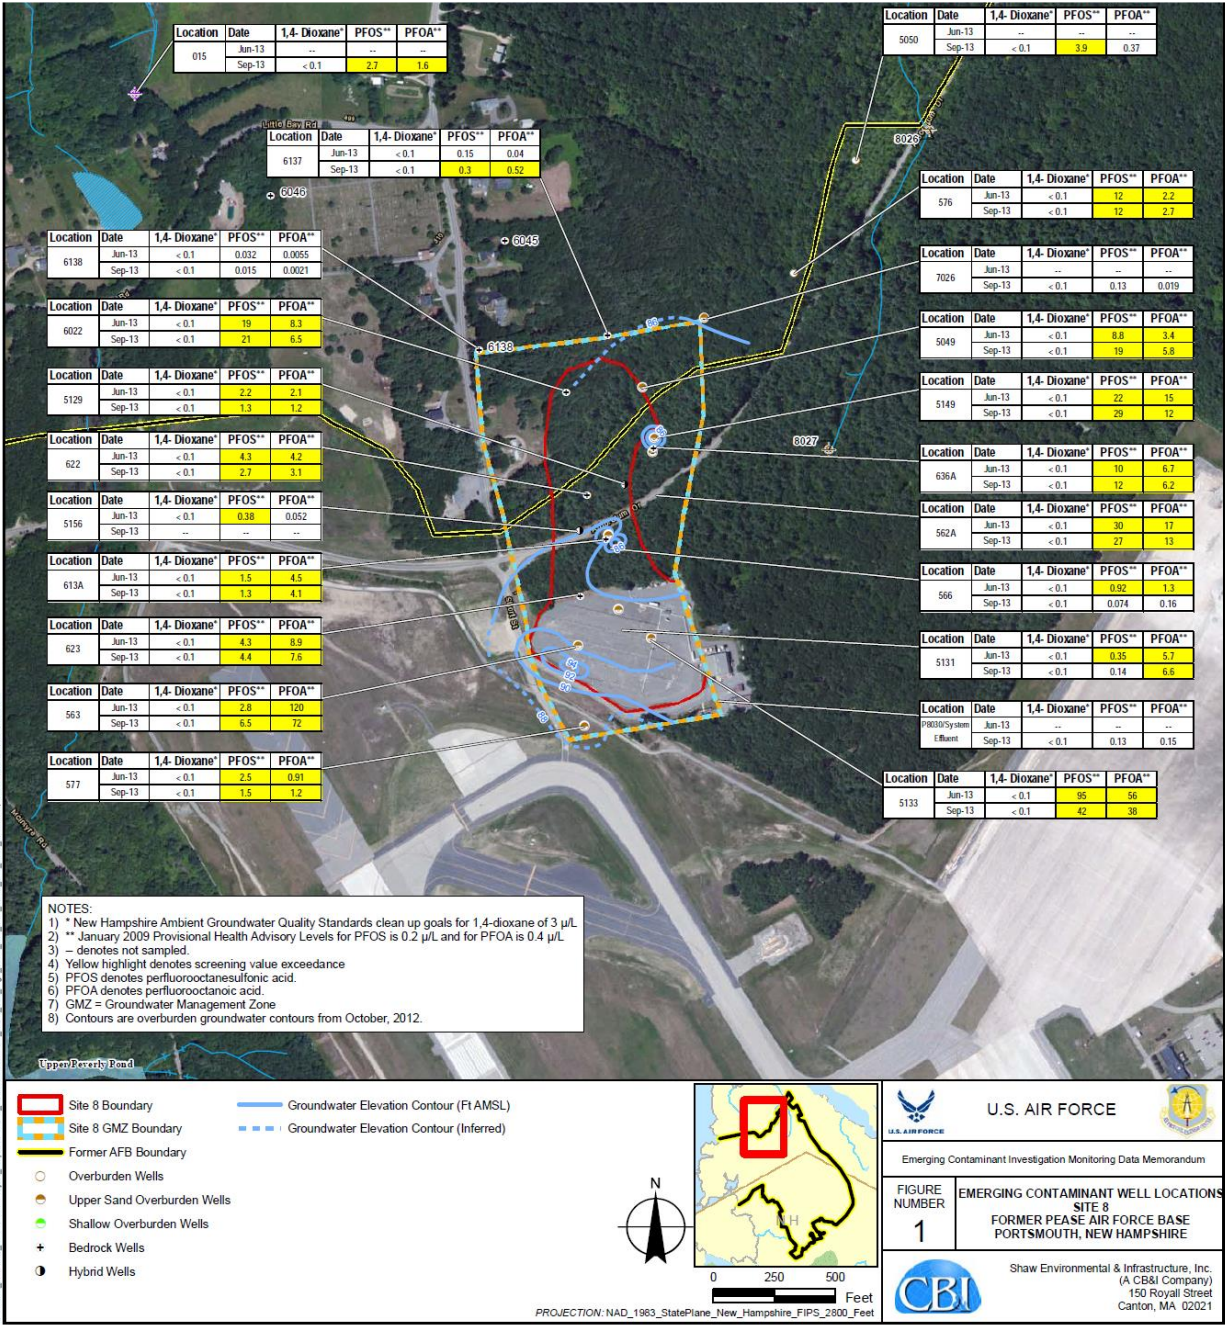 Location Date 1,4- Dioxane* PFOS** PFOA**
015 Jun-13 -- -- --
Sep-13 < 0.1 2.7 1.6
Location Date 1,4- Dioxane* PFOS** PFOA**
5050 Jun-13 -- -- --
Sep-13 < 0.1 3.9 0.37
Little Bay Rd
Location Date 1,4- Dioxane* PFOS** PFOA**
6137 Jun-13 < 0.1 0.15 0.04
Sep-13 < 0.1 0.3 0.52
8026
6046
6045
Location Date 1,4- Dioxane* PFOS** PFOA**
576 Jun-13 < 0.1 12 2.2
Sep-13 < 0.1 12 2.7
Location Date 1,4- Dioxane* PFOS** PFOA**
6138 Jun-13 < 0.1 0.032 0.0055
Sep-13 < 0.1 0.015 0.0021
Location Date 1,4- Dioxane* PFOS** PFOA**
7026 Jun-13 -- -- --
Sep-13 < 0.1 0.13 0.019
Location Date 1,4- Dioxane* PFOS** PFOA**
6022 Jun-13 < 0.1 19 8.3
Sep-13 < 0.1 21 6.5
6138
Location Date 1,4- Dioxane* PFOS** PFOA**
5049 Jun-13 < 0.1 8.8 3.4
Sep-13 < 0.1 19 5.8
Location Date 1,4- Dioxane* PFOS** PFOA**
5129 Jun-13 < 0.1 2.2 2.1
Sep-13 < 0.1 1.3 1.2
Location Date 1,4- Dioxane* PFOS** PFOA**
5149 Jun-13 < 0.1 22 15
Sep-13 < 0.1 29 12
8027
Location Date 1,4- Dioxane* PFOS** PFOA**
622 Jun-13 < 0.1 4.3 4.2
Sep-13 < 0.1 2.7 3.1
Location Date 1,4- Dioxane* PFOS** PFOA**
636A Jun-13 < 0.1 10 6.7
Sep-13 < 0.1 12 6.2
Location Date 1,4- Dioxane* PFOS** PFOA**
5156 Jun-13 < 0.1 0.38 0.052
Sep-13 -- -- --
Location Date 1,4- Dioxane* PFOS** PFOA**
562A Jun-13 < 0.1 30 17
Sep-13 < 0.1 27 13
Location Date 1,4- Dioxane* PFOS** PFOA**
613A Jun-13 < 0.1 1.5 4.5
Sep-13 < 0.1 1.3 4.1
Location Date 1,4- Dioxane* PFOS** PFOA**
566 Jun-13 < 0.1 0.92 1.3
Sep-13 < 0.1 0.074 0.16
Location Date 1,4- Dioxane* PFOS** PFOA**
623 Jun-13 < 0.1 4.3 8.9
Sep-13 < 0.1 4.4 7.6
Location Date 1,4- Dioxane* PFOS** PFOA**
5131 Jun-13 < 0.1 0.35 5.7
Sep-13 < 0.1 0.14 6.6
Location Date 1,4- Dioxane* PFOS** PFOA**
563 Jun-13 < 0.1 2.8 120
Sep-13 < 0.1 6.5 72
Location Date 1,4- Dioxane* PFOS** PFOA**
P8030/System Jun-13 -- -- --
Effluent Sep-13 < 0.1 0.13 0.15
Location Date 1,4- Dioxane* PFOS** PFOA**
577 Jun-13 < 0.1 2.5 0.91
Sep-13 < 0.1 1.5 1.2
Location Date 1,4- Dioxane* PFOS** PFOA**
5133 Jun-13 < 0.1 95 56
Sep-13 < 0.1 42 38
McIntyre Rd
NOTES:
1) * New Hampshire Ambient Groundwater Quality Standards clean up goals for 1,4-dioxane of 3 µ/L
2) ** January 2009 Provisional Health Advisory Levels for PFOS is 0.2 µ/L and for PFOA is 0.4 µ/L
3) – denotes not sampled.
4) Yellow highlight denotes screening value exceedance
5) PFOS denotes perfluorooctanesulfonic acid.
6) PFOA denotes perfluorooctanoic acid.
7) GMZ = Groundwater Management Zone
8) Contours are overburden groundwater contours from October, 2012.
Upper Peverly Pond
Site 8 Boundary
Site 8 GMZ Boundary
Former AFB Boundary
Overburden Wells
Upper Sand Overburden Wells
Shallow Overburden Wells
Bedrock Wells
Hybrid Wells
Groundwater Elevation Contour (Ft AMSL)
Groundwater Elevation Contour (Inferred)
N
NH
0 250 500
Feet
PROJECTION: NAD_1983_StatePlane_New_Hampshire_FIPS_2800_Feet
U.S. AIR FORCE
U.S. AIR FORCE
Emerging Contaminant Investigation Monitoring Data Memorandum
FIGURE
NUMBER
1
EMERGING CONTAMINANT WELL LOCATIONS
SITE 8
FORMER PEASE AIR FORCE BASE
PORTSMOUTH, NEW HAMPSHIRE
CB&I
Shaw Environmental & Infrastructure, Inc.
(A CB&I Company)
150 Royall Street
Canton, MA 02021